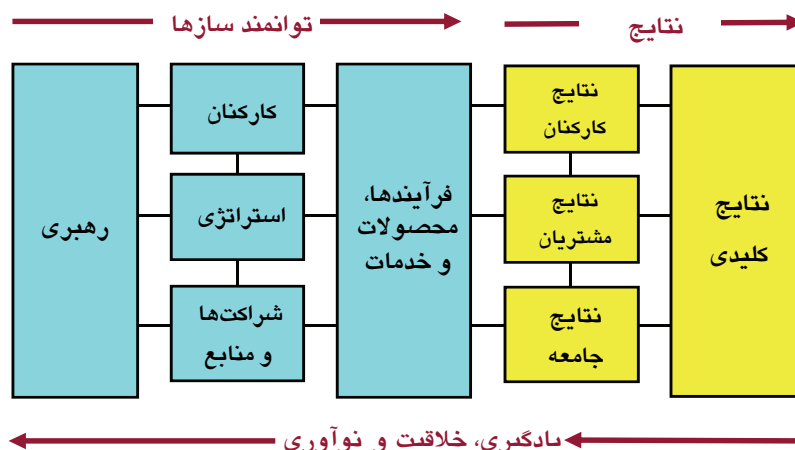 توانمند سازها
نتایج
رهبری
کارکنان
استراتژی
شراکت‌ها
و منابع
فرآیندها،
محصولات
و خدمات
نتایج
کارکنان
نتایج
مشتریان
نتایج
جامعه
نتایج
کلیدی
یادگیری، خلاقیت و نوآوری